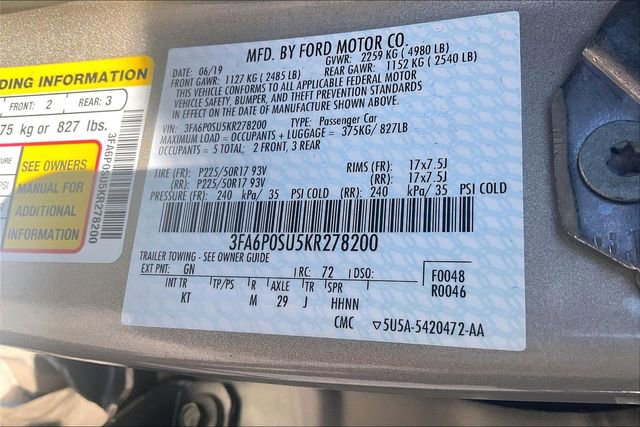 DING INFORMATION
FRONT: 2 REAR: 3
75 kg or 827 lbs.
SEE OWNERS
MANUAL FOR
ADDITIONAL
INFORMATION
3FA6P0SU5KR278200
MFD. BY FORD MOTOR CO.
DATE: 06/19 GVWR: 2259 KG ( 4980 LB)
FRONT GAWR: 1127 KG ( 2485 LB) REAR GAWR: 1152 KG ( 2540 LB)
THIS VEHICLE CONFORMS TO ALL APPLICABLE FEDERAL MOTOR
VEHICLE SAFETY, BUMPER, AND THEFT PREVENTION STANDARDS
IN EFFECT ON THE DATE OF MANUFACTURE SHOWN ABOVE.
VIN: 3FA6P0SU5KR278200 TYPE: Passenger Car
MAXIMUM LOAD = OCCUPANTS + LUGGAGE = 375KG/ 827LB
OCCUPANTS = 5 TOTAL: 2 FRONT, 3 REAR
TIRE (FR): P225/50R17 93V RIMS (FR): 17x7.5J
(RR): P225/50R17 93V (RR): 17x7.5J
PRESSURE (FR): 240 kPa/ 35 PSI COLD (RR): 240 kPa/ 35 PSI COLD
3FA6P0SU5KR278200
TRAILER TOWING - SEE OWNER GUIDE
EXT PNT: GN RC: 72 DSO: F0048
INT TR TP/PS R AXLE TR SPR R0046
KT M 29 J HHNN
CMC ▽5U5A-5420472-AA